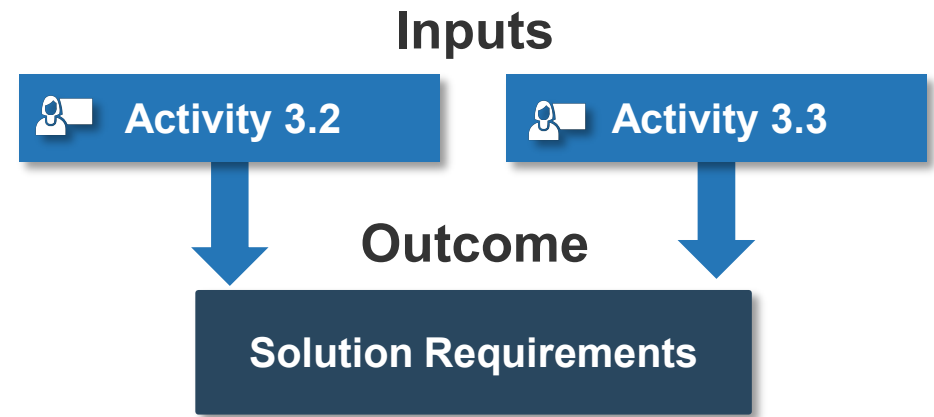 Inputs
Activity 3.2
Activity 3.3
Outcome
Solution Requirements